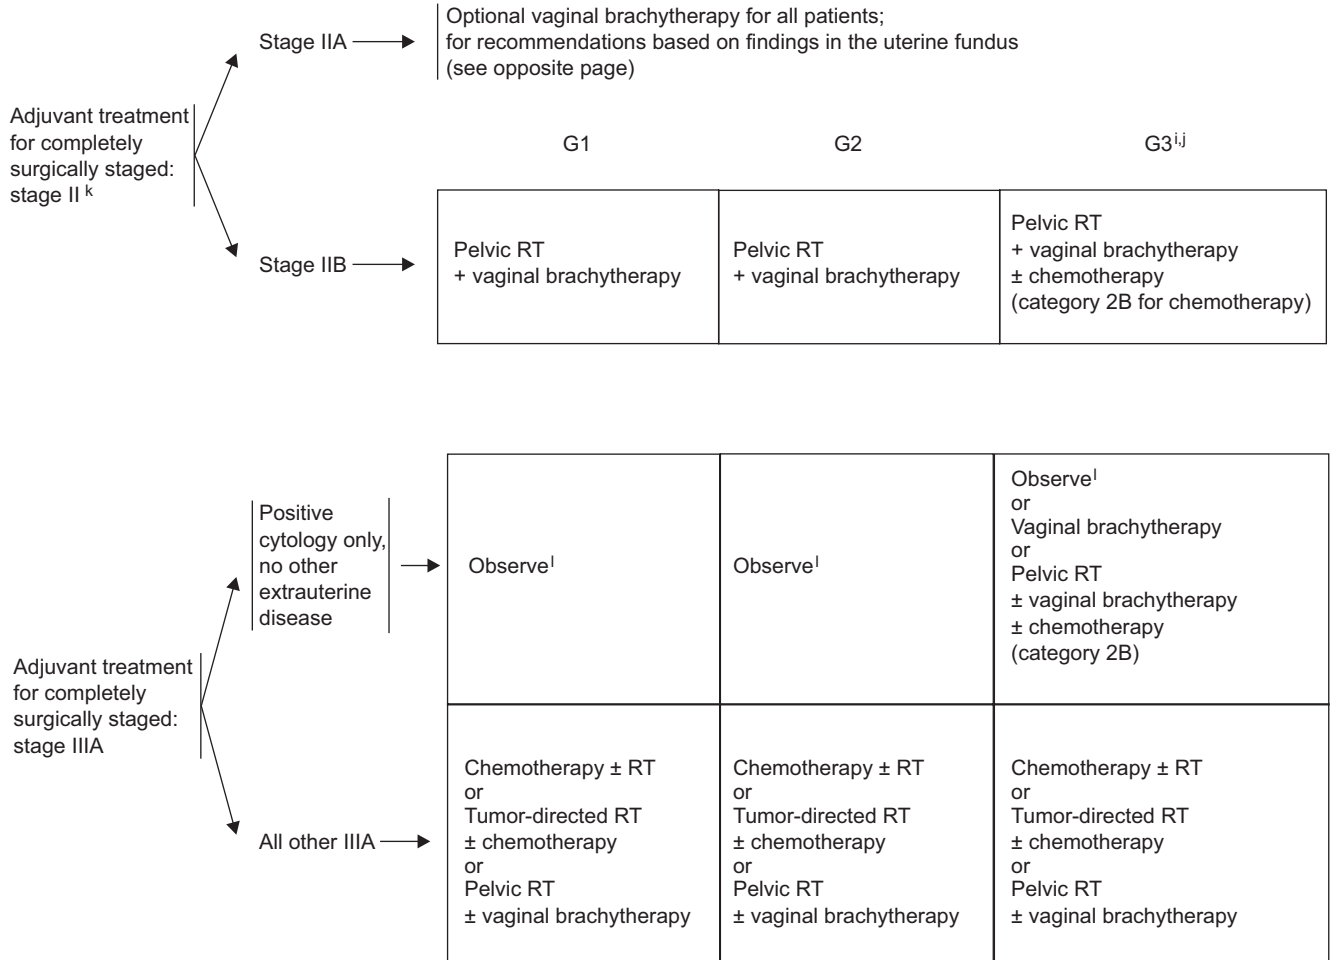 Stage IIA
Optional vaginal brachytherapy for all patients;
for recommendations based on findings in the uterine fundus
(see opposite page)
Adjuvant treatment
for completely
surgically staged:
stage II k
G1
G2
G3 i,j
Stage IIB
Pelvic RT
+ vaginal brachytherapy
Pelvic RT
+ vaginal brachytherapy
Pelvic RT
+ vaginal brachytherapy
± chemotherapy
(category 2B for chemotherapy)
Adjuvant treatment
for completely
surgically staged:
stage IIIA
Positive
cytology only,
no other
extrauterine
disease
Observe l
Observe l
Observe l
or
Vaginal brachytherapy
or
Pelvic RT
± vaginal brachytherapy
± chemotherapy
(category 2B)
All other IIIA
Chemotherapy ± RT
or
Tumor-directed RT
± chemotherapy
or
Pelvic RT
± vaginal brachytherapy
Chemotherapy ± RT
or
Tumor-directed RT
± chemotherapy
or
Pelvic RT
± vaginal brachytherapy
Chemotherapy ± RT
or
Tumor-directed RT
± chemotherapy
or
Pelvic RT
± vaginal brachytherapy